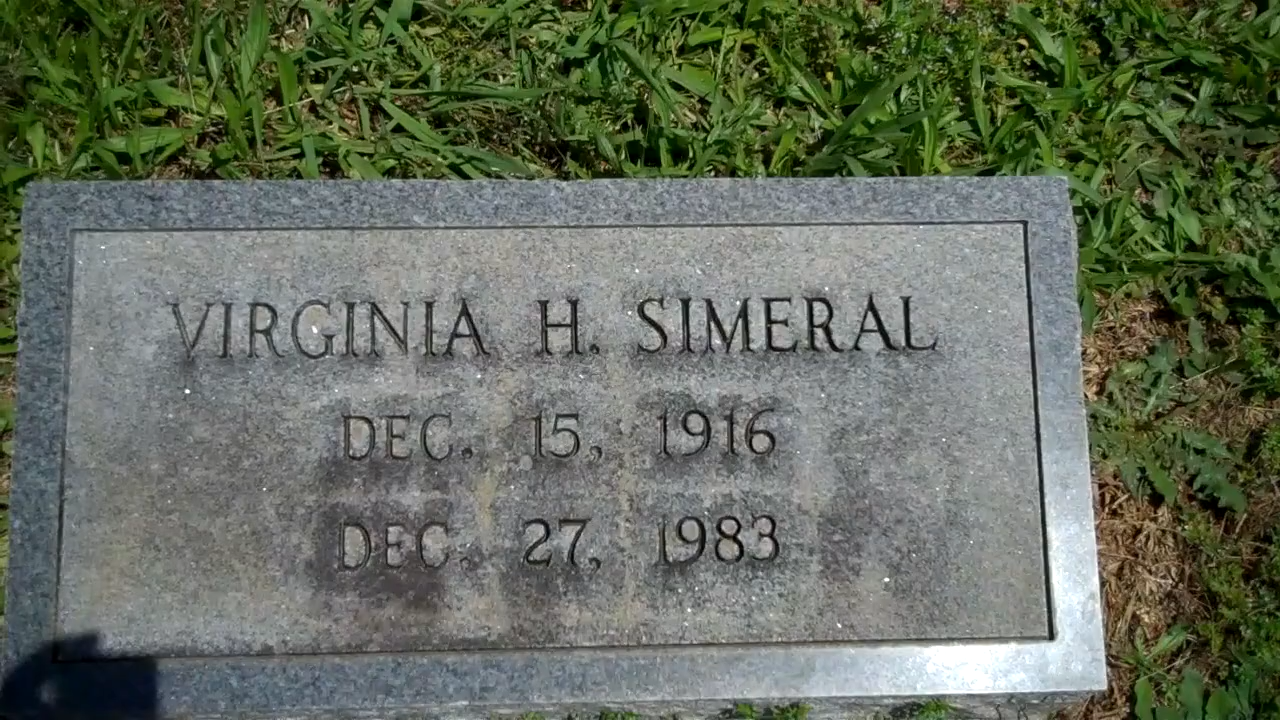 VIRGINIA H. SIMERAL
DEC. 15, 1916
DEC. 27, 1983